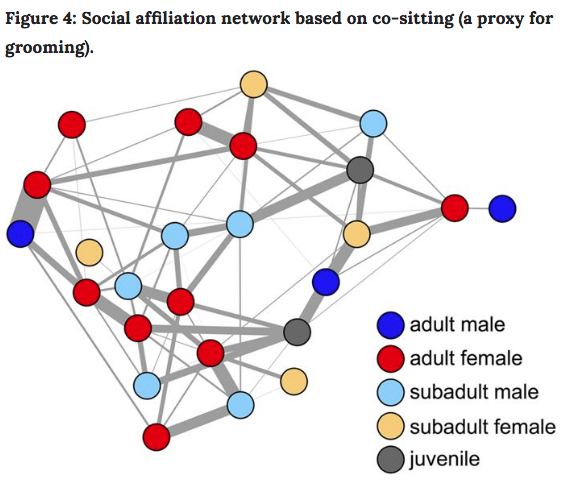 Figure 4: Social affiliation network based on co-sitting (a proxy for
grooming).
adult male
adult female
subadult male
subadult female
juvenile